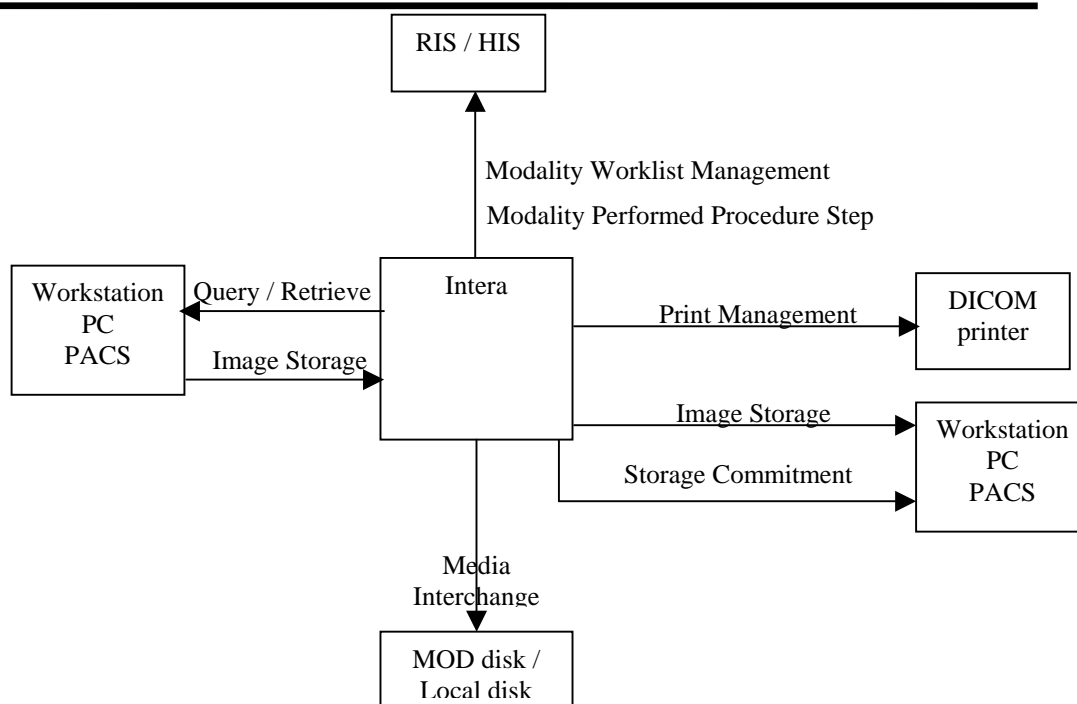 RIS / HIS
Modality Worklist Management
Modality Performed Procedure Step
Workstation
PC
PACS
Query / Retrieve
Image Storage
Intera
Print Management
DICOM
printer
Image Storage
Storage Commitment
Workstation
PC
PACS
Media
Interchange
MOD disk /
Local disk